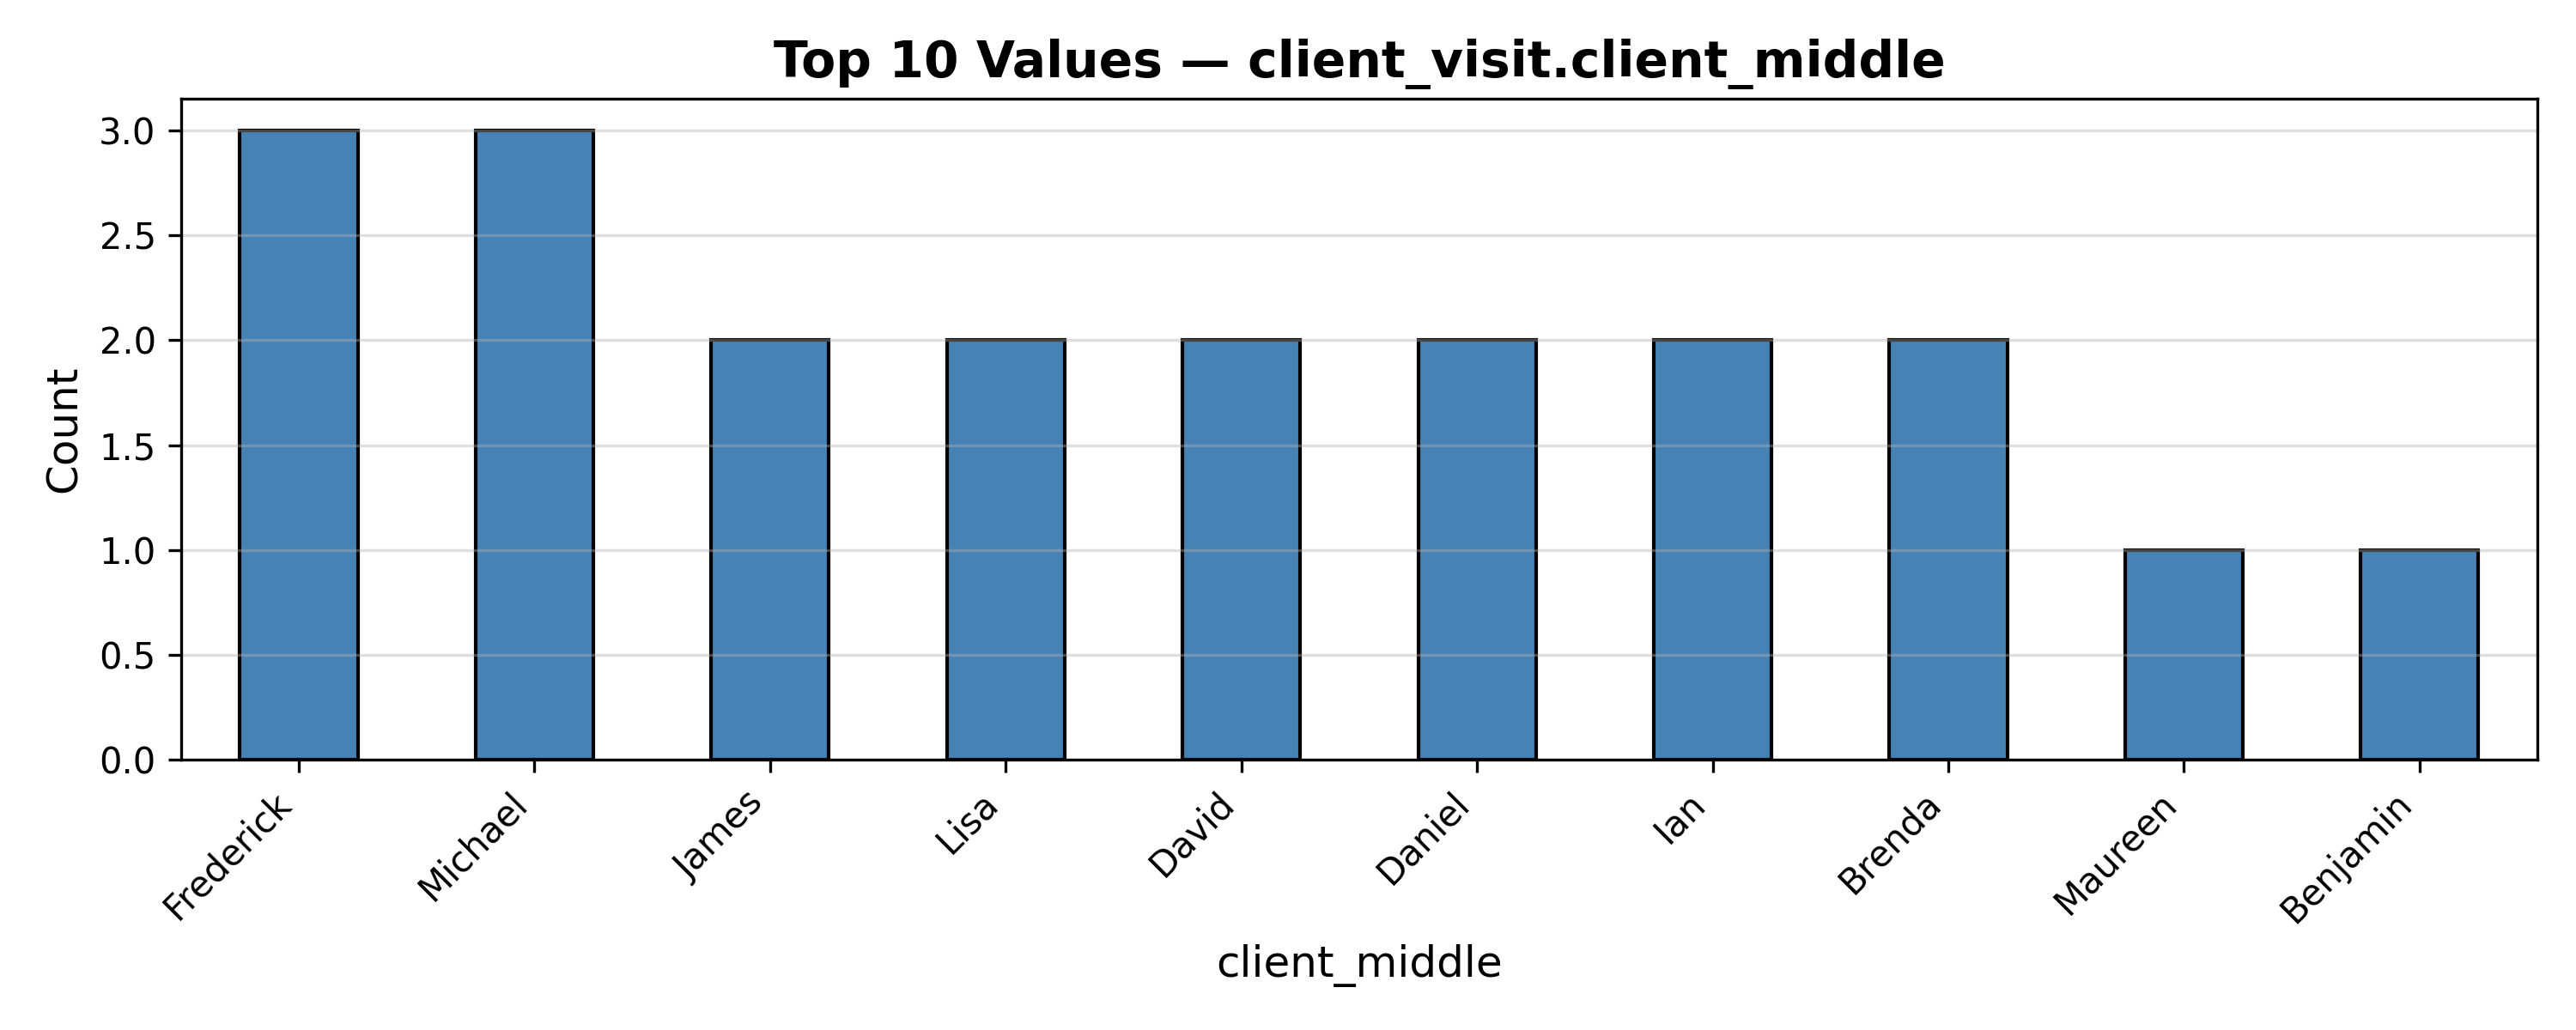 Top 10 Values — client_visit.client_middle
Count
3.0
2.5
2.0
1.5
1.0
0.5
0.0
Frederick
Michael
James
Lisa
David
Daniel
Ian
Brenda
Maureen
Benjamin
client_middle